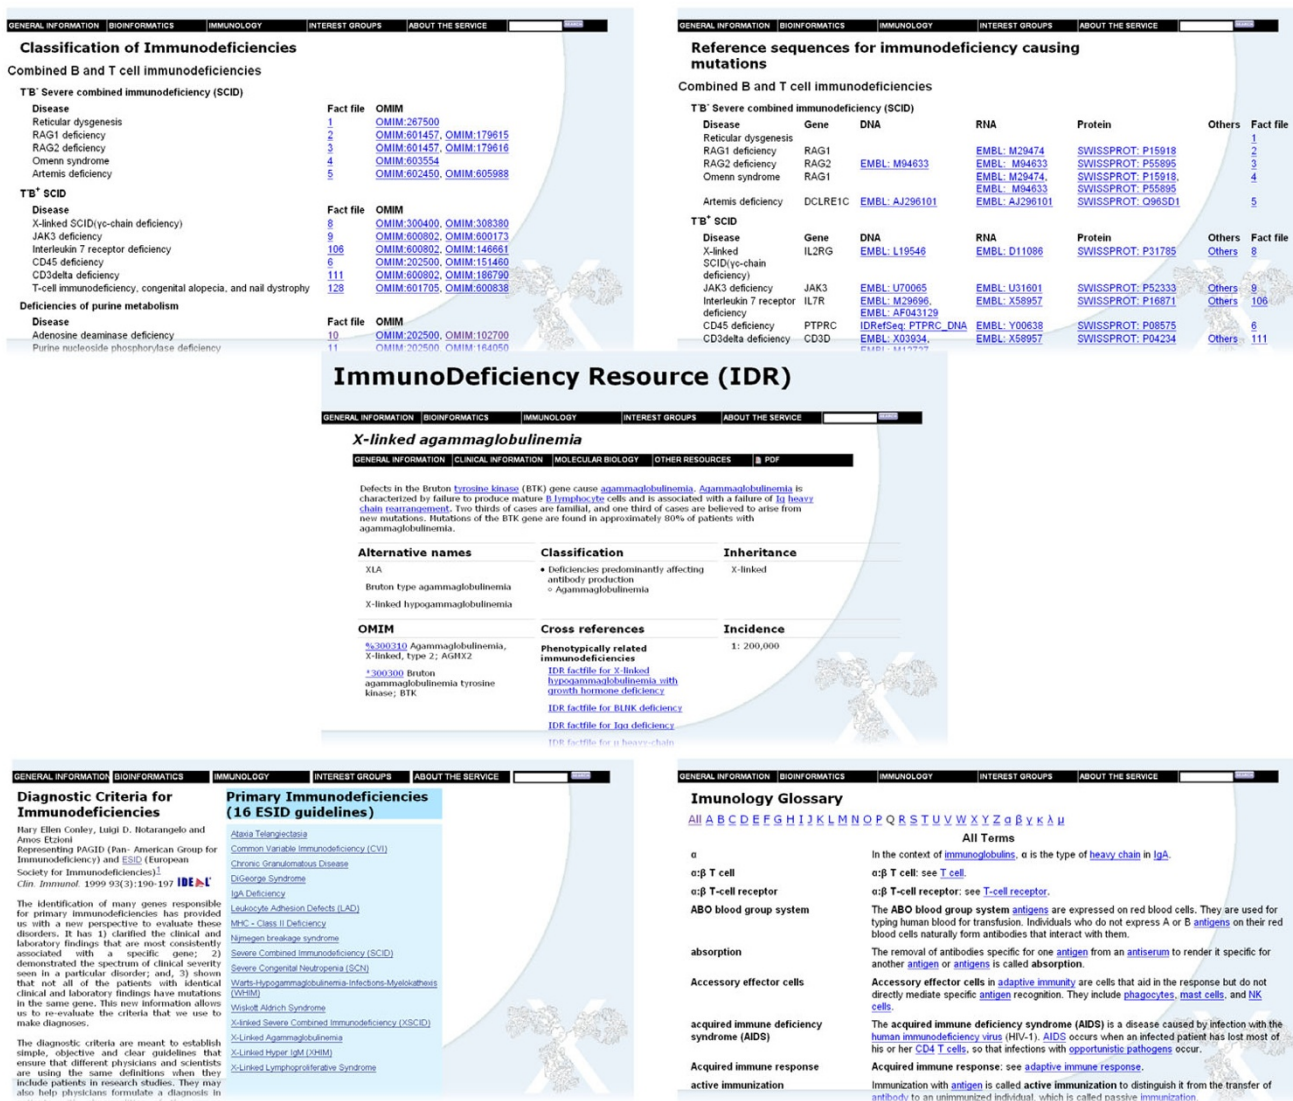 GENERAL INFORMATION BIOINFORMATICS IMMUNOLOGY INTEREST GROUPS ABOUT THE SERVICE
Classification of Immunodeficiencies
Combined B and T cell immunodeficiencies
T-B- Severe combined immunodeficiency (SCID)
Disease Fact file OMIM
Reticular dysgenesis 1 OMIM:267500
RAG1 deficiency 2 OMIM:601457, OMIM:179615
RAG2 deficiency 3 OMIM:601457, OMIM:179616
Omenn syndrome 4 OMIM:603554
Artemis deficiency 5 OMIM:602450, OMIM:605988
T-B+ SCID
Disease Fact file OMIM
X-linked SCID(γc-chain deficiency) 8 OMIM:300400, OMIM:308380
JAK3 deficiency 9 OMIM:600802, OMIM:600173
Interleukin 7 receptor deficiency 106 OMIM:600802, OMIM:146661
CD45 deficiency 6 OMIM:202500, OMIM:151460
CD3delta deficiency 111 OMIM:600802, OMIM:186790
T-cell immunodeficiency, congenital alopecia, and nail dystrophy 128 OMIM:601705, OMIM:600838
Deficiencies of purine metabolism
Disease Fact file OMIM
Adenosine deaminase deficiency 10 OMIM:202500, OMIM:102700
Purine nucleoside phosphorylase deficiency 11 OMIM:202500, OMIM:164050
GENERAL INFORMATION BIOINFORMATICS IMMUNOLOGY INTEREST GROUPS ABOUT THE SERVICE
Reference sequences for immunodeficiency causing
mutations
Combined B and T cell immunodeficiencies
T-B- Severe combined immunodeficiency (SCID)
Disease Gene DNA RNA Protein Others Fact file
Reticular dysgenesis 1
RAG1 deficiency RAG1 EMBL: M29474 SWISSPROT: P15918 2
RAG2 deficiency RAG2 EMBL: M94633 EMBL: M94633 SWISSPROT: P55895 3
Omenn syndrome RAG1 EMBL: M29474, SWISSPROT: P15918, 4
EMBL: M94633 SWISSPROT: P55895
Artemis deficiency DCLRE1C EMBL: AJ296101 EMBL: AJ296101 SWISSPROT: Q96SD1 5
T-B+ SCID
Disease Gene DNA RNA Protein Others Fact file
X-linked IL2RG EMBL: L19546 EMBL: D11086 SWISSPROT: P31785 Others 8
SCID(γc-chain
deficiency)
JAK3 deficiency JAK3 EMBL: U70065 EMBL: U31601 SWISSPROT: P52333 Others 9
Interleukin 7 receptor IL7R EMBL: M29696, EMBL: X58957 SWISSPROT: P16871 Others 106
deficiency EMBL: AF043129
CD45 deficiency PTPRC IDRefSeq: PTPRC_DNA EMBL: Y00638 SWISSPROT: P08575 6
CD3delta deficiency CD3D EMBL: X03934, EMBL: X58957 SWISSPROT: P04234 Others 111
ImmunoDeficiency Resource (IDR)
GENERAL INFORMATION BIOINFORMATICS IMMUNOLOGY INTEREST GROUPS ABOUT THE SERVICE
X-linked agammaglobulinemia
GENERAL INFORMATION CLINICAL INFORMATION MOLECULAR BIOLOGY OTHER RESOURCES PDF
Defects in the Bruton tyrosine kinase (BTK) gene cause agammaglobulinemia. Agammaglobulinemia is
characterized by failure to produce mature B lymphocyte cells and is associated with a failure of Ig heavy
chain rearrangement. Two thirds of cases are familial, and one third of cases are believed to arise from
new mutations. Mutations of the BTK gene are found in approximately 80% of patients with
agammaglobulinemia.
Alternative names Classification Inheritance
XLA • Deficiencies predominantly affecting X-linked
antibody production
Bruton type agammaglobulinemia ◦ Agammaglobulinemia
X-linked hypogammaglobulinemia
OMIM Cross references Incidence
%300310 Agammaglobulinemia, Phenotypically related 1: 200,000
X-linked, type 2; AGMX2 immunodeficiencies
*300300 Bruton IDR factfile for X-linked
agammaglobulinemia tyrosine hypogammaglobulinemia with
kinase; BTK growth hormone deficiency
IDR factfile for BLNK deficiency
IDR factfile for Igα deficiency
IDR factfile for μ heavy-chain
GENERAL INFORMATION BIOINFORMATICS IMMUNOLOGY INTEREST GROUPS ABOUT THE SERVICE
Diagnostic Criteria for
Immunodeficiencies
Mary Ellen Conley, Luigi D. Notarangelo and
Amos Etzioni
Representing PAGID (Pan- American Group for
Immunodeficiency) and ESID (European
Society for Immunodeficiencies)1
Clin. Immunol. 1999 93(3):190-197 IDEAL
The identification of many genes responsible
for primary immunodeficiencies has provided
us with a new perspective to evaluate these
disorders. It has 1) clarified the clinical and
laboratory findings that are most consistently
associated with a specific gene; 2)
demonstrated the spectrum of clinical severity
seen in a particular disorder; and, 3) shown
that not all of the patients with identical
clinical and laboratory findings have mutations
in the same gene. This new information allows
us to re-evaluate the criteria that we use to
make diagnoses.
The diagnostic criteria are meant to establish
simple, objective and clear guidelines that
ensure that different physicians and scientists
are using the same definitions when they
include patients in research studies. They may
also help physicians formulate a diagnosis in
Primary Immunodeficiencies
(16 ESID guidelines)
Ataxia Telangiectasia
Common Variable Immunodeficiency (CVI)
Chronic Granulomatous Disease
DiGeorge Syndrome
IgA Deficiency
Leukocyte Adhesion Defects (LAD)
MHC - Class II Deficiency
Nijmegen breakage syndrome
Severe Combined Immunodeficiency (SCID)
Severe Congenital Neutropenia (SCN)
Warts-Hypogammaglobulinemia-Infections-Myelokathexis
(WHIM)
Wiskott Aldrich Syndrome
X-linked Severe Combined Immunodeficiency (XSCID)
X-Linked Agammaglobulinemia
X-Linked Hyper IgM (XHIM)
X-Linked Lymphoproliferative Syndrome
GENERAL INFORMATION BIOINFORMATICS IMMUNOLOGY INTEREST GROUPS ABOUT THE SERVICE
Imunology Glossary
All A B C D E F G H I J K L M N O P Q R S T U V W X Y Z α β γ κ λ μ
All Terms
α In the context of immunoglobulins, α is the type of heavy chain in IgA.
α:β T cell α:β T cell: see T cell.
α:β T-cell receptor α:β T-cell receptor: see T-cell receptor.
ABO blood group system The ABO blood group system antigens are expressed on red blood cells. They are used for
typing human blood for transfusion. Individuals who do not express A or B antigens on their red
blood cells naturally form antibodies that interact with them.
absorption The removal of antibodies specific for one antigen from an antiserum to render it specific for
another antigen or antigens is called absorption.
Accessory effector cells Accessory effector cells in adaptive immunity are cells that aid in the response but do not
directly mediate specific antigen recognition. They include phagocytes, mast cells, and NK
cells.
acquired immune deficiency The acquired immune deficiency syndrome (AIDS) is a disease caused by infection with the
syndrome (AIDS) human immunodeficiency virus (HIV-1). AIDS occurs when an infected patient has lost most of
his or her CD4 T cells, so that infections with opportunistic pathogens occur.
Acquired immune response Acquired immune response: see adaptive immune response.
active immunization Immunization with antigen is called active immunization to distinguish it from the transfer of
antibody to an unimmunized individual, which is called passive immunization.